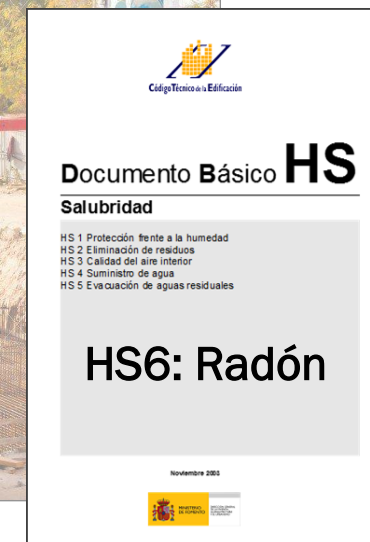 Código Técnico de la Edificación
Documento Básico HS
Salubridad
HS 1 Protección frente a la humedad
HS 2 Eliminación de residuos
HS 3 Calidad del aire interior
HS 4 Suministro de agua
HS 5 Evacuación de aguas residuales
HS6: Radón
Noviembre 2003
MINISTERIO
DE FOMENTO